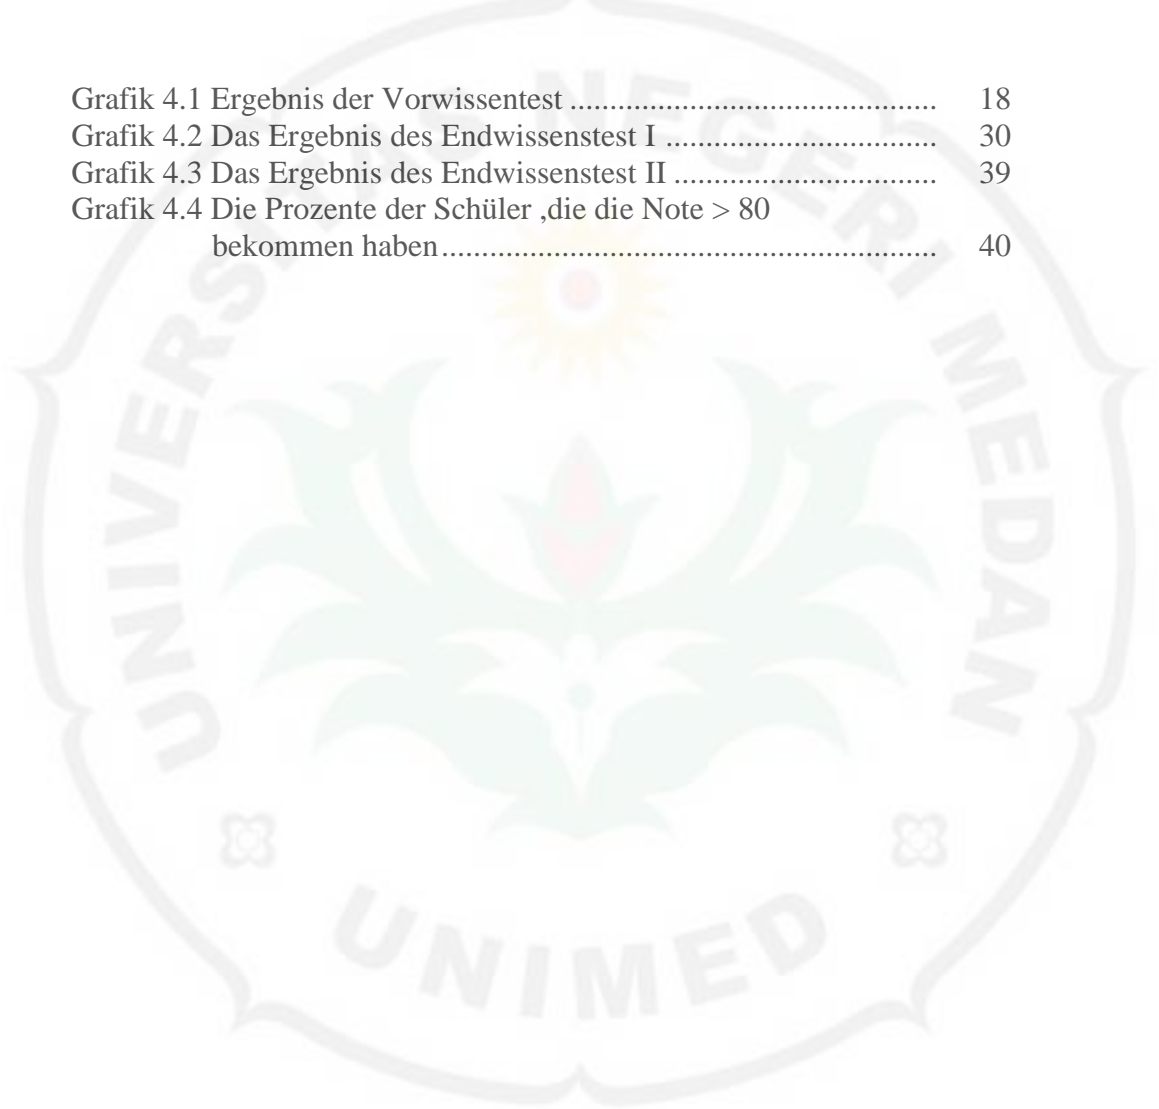 Grafik 4.1 Ergebnis der Vorwissentest .............................................. 18
Grafik 4.2 Das Ergebnis des Endwissenstest I .................................. 30
Grafik 4.3 Das Ergebnis des Endwissenstest II ................................. 39
Grafik 4.4 Die Prozente der Schüler ,die die Note > 80
bekommen haben.............................................................. 40
UNIVERSITAS NEGERI MEDAN
UNIMED